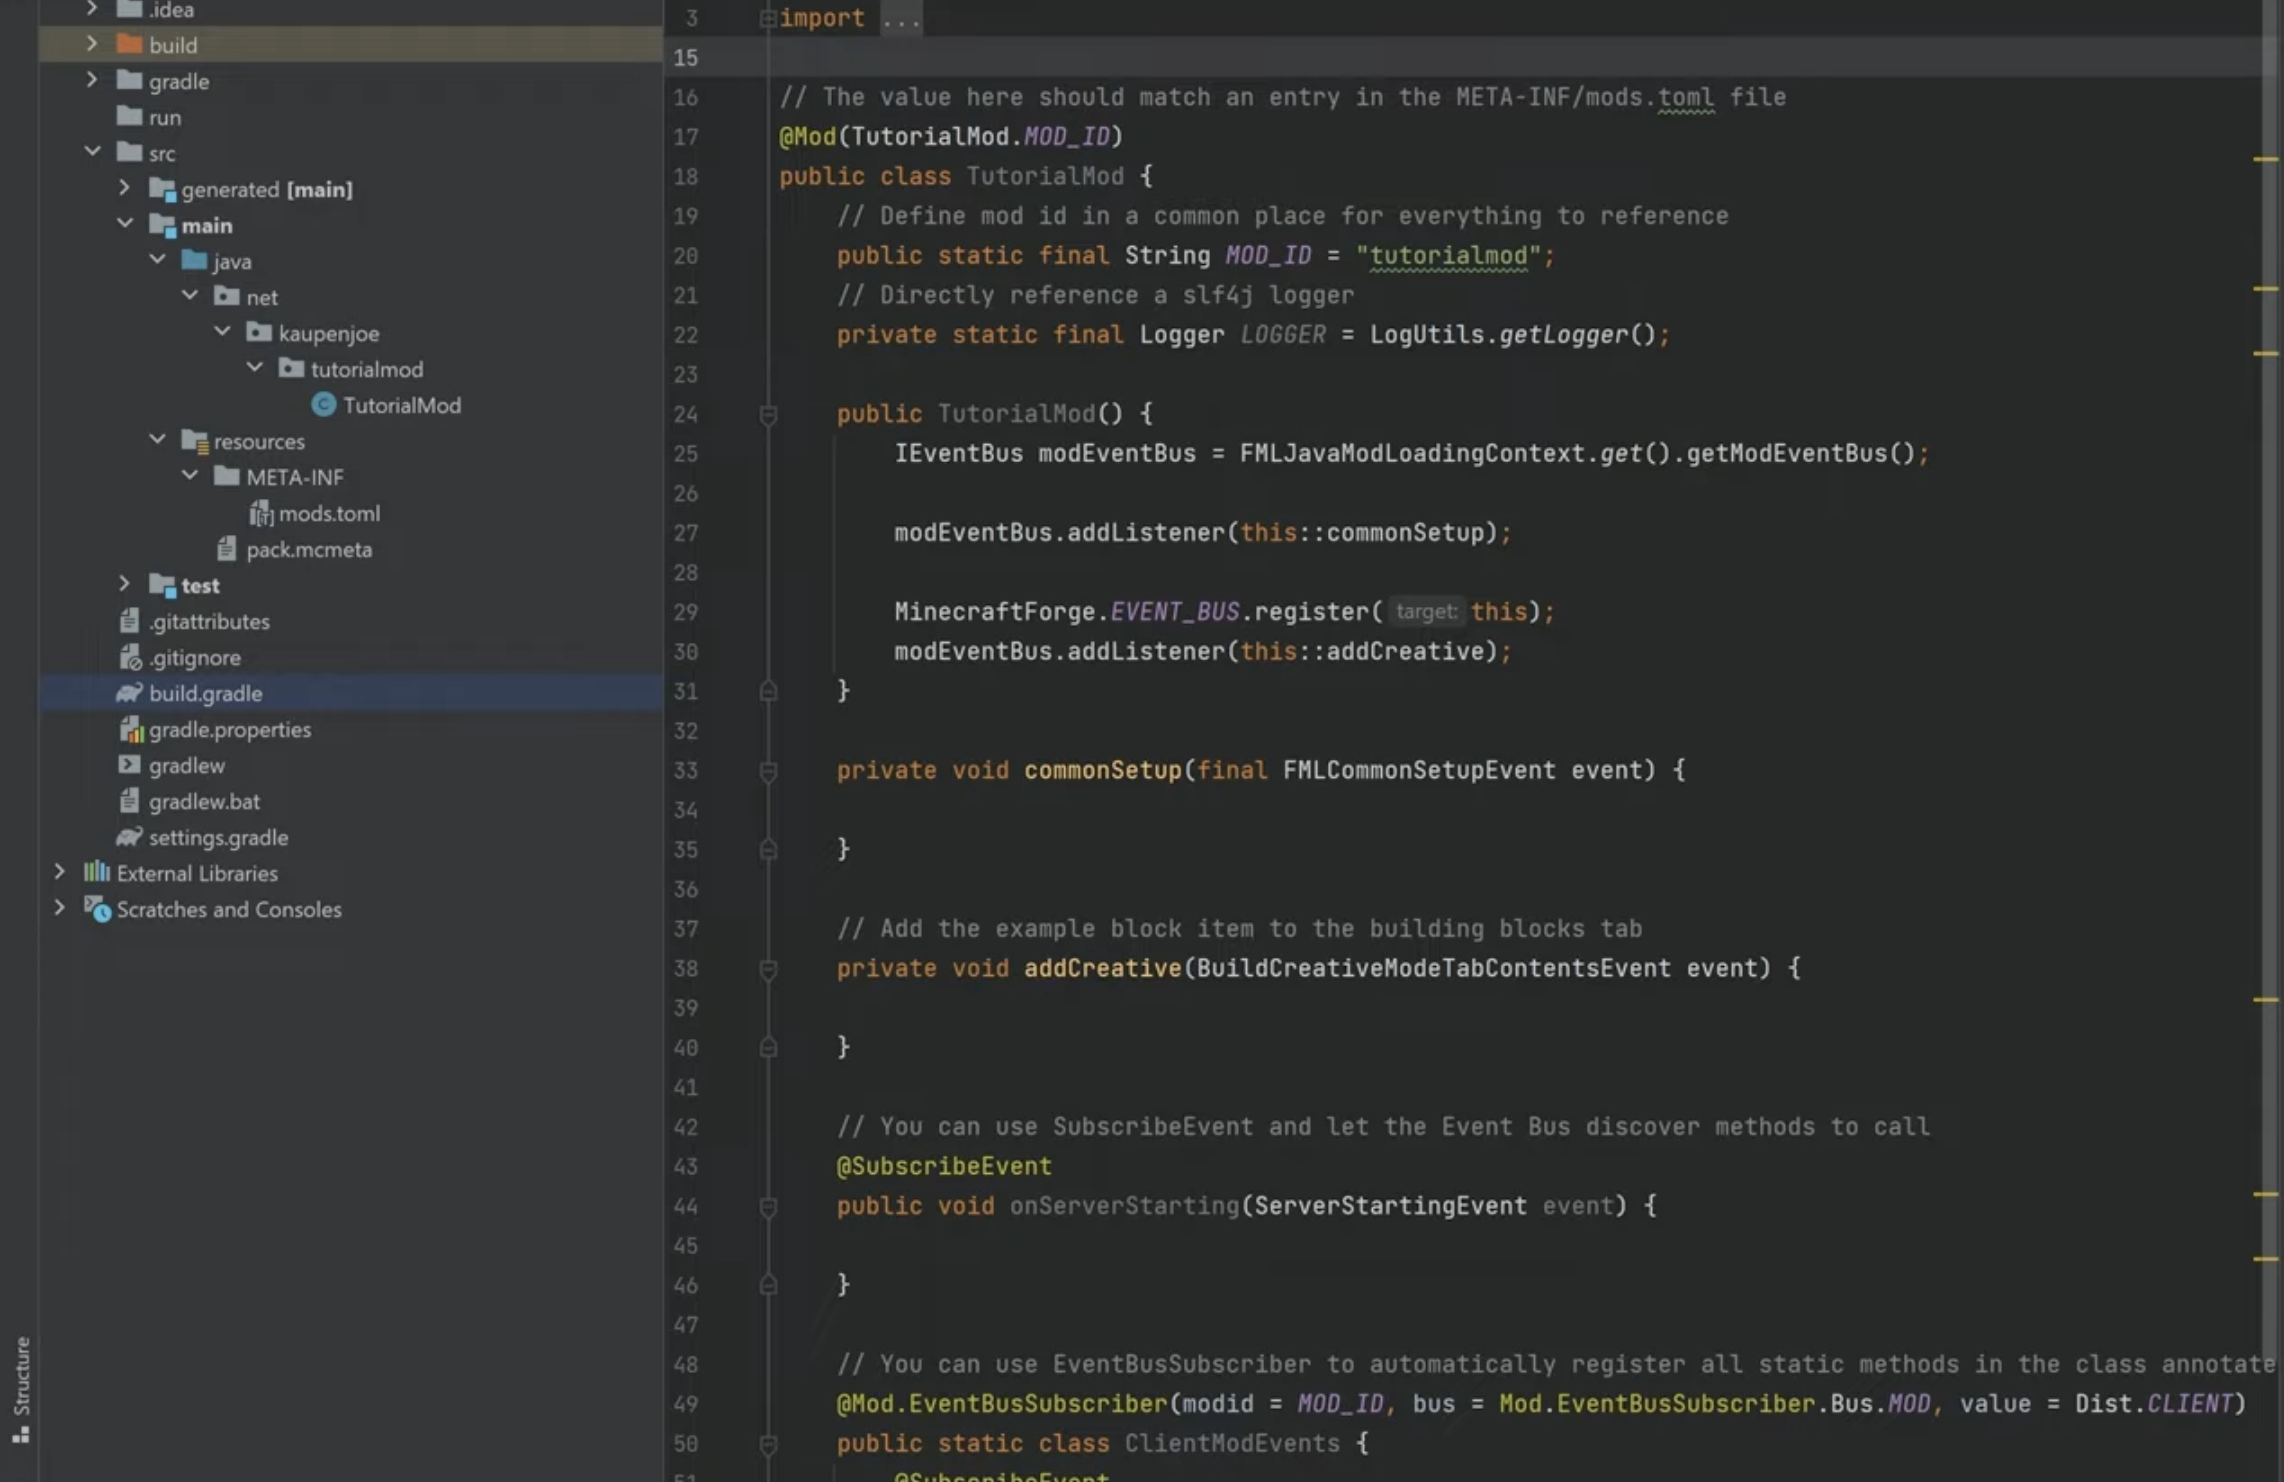 .idea
build
gradle
run
src
generated [main]
main
java
net
kaupenjoe
tutorialmod
TutorialMod
resources
META-INF
mods.toml
pack.mcmeta
test
.gitattributes
.gitignore
build.gradle
gradle.properties
gradlew
gradlew.bat
settings.gradle
External Libraries
Scratches and Consoles
Structure
3 import ...
15
16 // The value here should match an entry in the META-INF/mods.toml file
17 @Mod(TutorialMod.MOD_ID)
18 public class TutorialMod {
19 // Define mod id in a common place for everything to reference
20 public static final String MOD_ID = "tutorialmod";
21 // Directly reference a slf4j logger
22 private static final Logger LOGGER = LogUtils.getLogger();
23
24 public TutorialMod() {
25 IEventBus modEventBus = FMLJavaModLoadingContext.get().getModEventBus();
26
27 modEventBus.addListener(this::commonSetup);
28
29 MinecraftForge.EVENT_BUS.register( target: this);
30 modEventBus.addListener(this::addCreative);
31 }
32
33 private void commonSetup(final FMLCommonSetupEvent event) {
34
35 }
36
37 // Add the example block item to the building blocks tab
38 private void addCreative(BuildCreativeModeTabContentsEvent event) {
39
40 }
41
42 // You can use SubscribeEvent and let the Event Bus discover methods to call
43 @SubscribeEvent
44 public void onServerStarting(ServerStartingEvent event) {
45
46 }
47
48 // You can use EventBusSubscriber to automatically register all static methods in the class annotate
49 @Mod.EventBusSubscriber(modid = MOD_ID, bus = Mod.EventBusSubscriber.Bus.MOD, value = Dist.CLIENT)
50 public static class ClientModEvents {
51 @SubscribeEvent